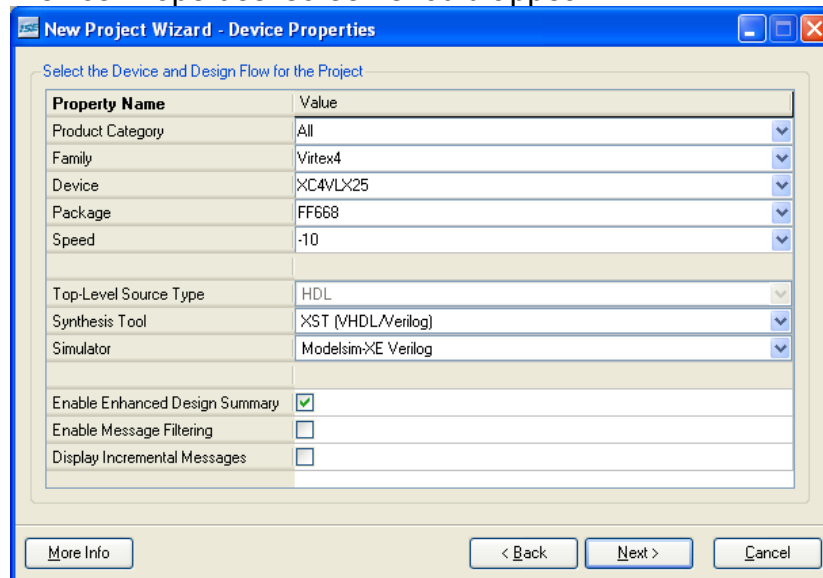 ISE New Project Wizard - Device Properties
Select the Device and Design Flow for the Project
Property Name Value
Product Category All
Family Virtex4
Device XC4VLX25
Package FF668
Speed -10
Top-Level Source Type HDL
Synthesis Tool XST (VHDL/Verilog)
Simulator Modelsim-XE Verilog
Enable Enhanced Design Summary
Enable Message Filtering
Display Incremental Messages
More Info < Back Next > Cancel